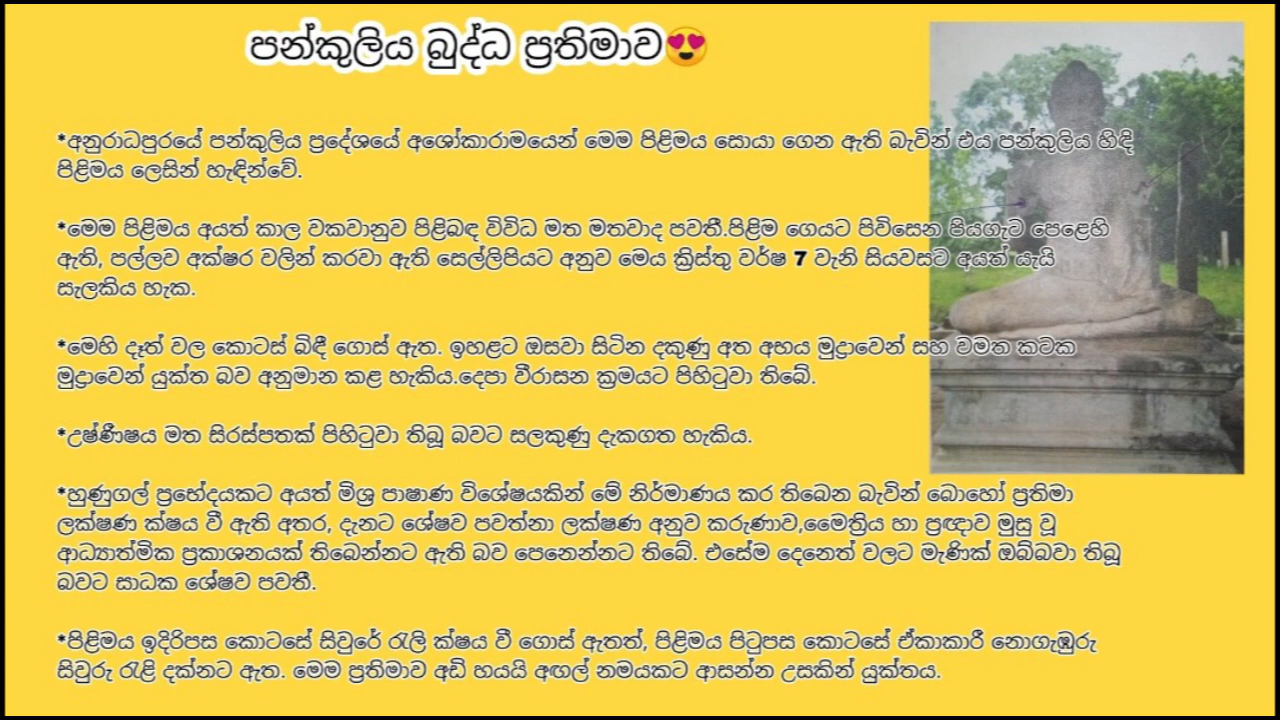 පන්කුලිය බුද්ධ ප්‍රතිමාව😍
*අනුරාධපුරයේ පන්කුලිය ප්‍රදේශයේ අශෝකාරාමයෙන් මෙම පිළිමය සොයා ගෙන ඇති බැවින් එය පන්කුලිය හිඳි
පිළිමය ලෙසින් හැඳින්වේ.
*මෙම පිළිමය අයත් කාල වකවානුව පිළිබඳ විවිධ මත මතවාද පවතී.පිළිම ගෙයට පිවිසෙන පියගැට පෙළෙහි
ඇති, පල්ලව අක්ෂර වලින් කරවා ඇති සෙල්ලිපියට අනුව මෙය ක්‍රිස්තු වර්ෂ 7 වැනි සියවසට අයත් යැයි
සැලකිය හැක.
*මෙහි දෑත් වල කොටස් බිඳී ගොස් ඇත. ඉහළට ඔසවා සිටින දකුණු අත අභය මුද්‍රාවෙන් සහ වමත කටක
මුද්‍රාවෙන් යුක්ත බව අනුමාන කළ හැකිය.දෙපා වීරාසන ක්‍රමයට පිහිටුවා තිබේ.
*උෂ්ණීෂය මත සිරස්පතක් පිහිටුවා තිබූ බවට සලකුණු දැකගත හැකිය.
*හුණුගල් ප්‍රභේදයකට අයත් මිශ්‍ර පාෂාණ විශේෂයකින් මේ නිර්මාණය කර තිබෙන බැවින් බොහෝ ප්‍රතිමා
ලක්ෂණ ක්ෂය වී ඇති අතර, දැනට ශේෂව පවත්නා ලක්ෂණ අනුව කරුණාව,මෛත්‍රිය හා ප්‍රඥාව මුසු වූ
ආධ්‍යාත්මික ප්‍රකාශනයක් තිබෙන්නට ඇති බව පෙනෙන්නට තිබේ. එසේම දෙනෙත් වලට මැණික් ඔබ්බවා තිබූ
බවට සාධක ශේෂව පවතී.
*පිළිමය ඉදිරිපස කොටසේ සිවුරේ රැලි ක්ෂය වී ගොස් ඇතත්, පිළිමය පිටුපස කොටසේ ඒකාකාරී නොගැඹුරු
සිවුරු රැළි දක්නට ඇත. මෙම ප්‍රතිමාව අඩි හයයි අඟල් නමයකට ආසන්න උසකින් යුක්තය.